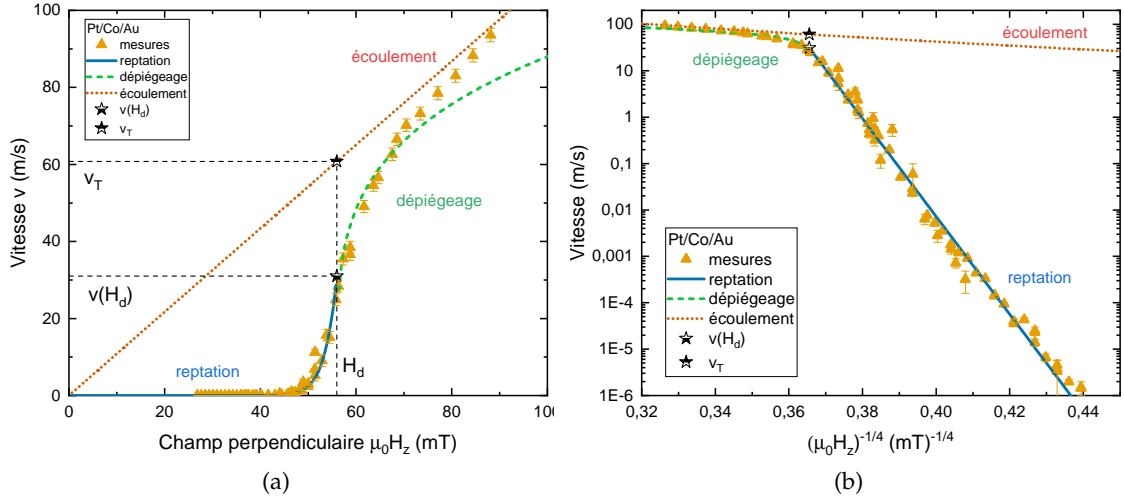 Pt/Co/Au
mesures
reptation
dépiégeage
écoulement
v(Hd)
vT
écoulement
dépiégeage
reptation
vT
v(Hd)
Hd
100
80
60
40
20
0
0 20 40 60 80 100
Vitesse v (m/s)
Champ perpendiculaire μ0Hz (mT)
(a)
écoulement
dépiégeage
reptation
Pt/Co/Au
mesures
reptation
dépiégeage
écoulement
v(Hd)
vT
100
10
1
0,1
0,01
0,001
1E-4
1E-5
1E-6
0,32 0,34 0,36 0,38 0,40 0,42 0,44
Vitesse (m/s)
(μ0Hz)-1/4 (mT)-1/4
(b)